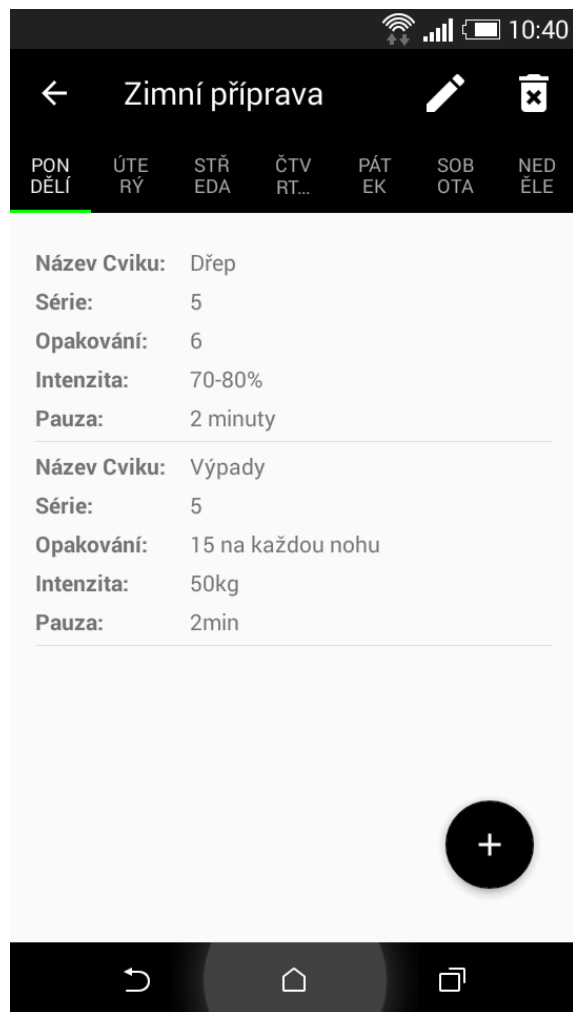 10:40
Zimní příprava
PON ÚTE STŘ ČTV PÁT SOB NED
DĚLÍ RÝ EDA RT... EK OTA ĚLE
Název Cviku: Dřep
Série: 5
Opakování: 6
Intenzita: 70-80%
Pauza: 2 minuty
Název Cviku: Výpady
Série: 5
Opakování: 15 na každou nohu
Intenzita: 50kg
Pauza: 2min